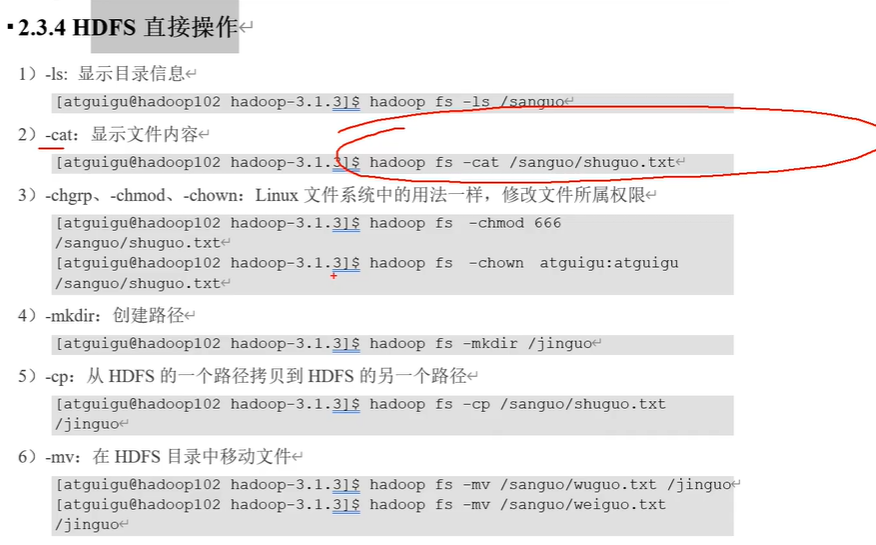 2.3.4 HDFS 直接操作
1）-ls: 显示目录信息
[atguigu@hadoop102 hadoop-3.1.3]$ hadoop fs -ls /sanguo
2）-cat：显示文件内容
[atguigu@hadoop102 hadoop-3.1.3]$ hadoop fs -cat /sanguo/shuguo.txt
3）-chgrp、-chmod、-chown：Linux 文件系统中的用法一样，修改文件所属权限
[atguigu@hadoop102 hadoop-3.1.3]$ hadoop fs -chmod 666
/sanguo/shuguo.txt
[atguigu@hadoop102 hadoop-3.1.3]$ hadoop fs -chown atguigu:atguigu
/sanguo/shuguo.txt
4）-mkdir：创建路径
[atguigu@hadoop102 hadoop-3.1.3]$ hadoop fs -mkdir /jinguo
5）-cp：从 HDFS 的一个路径拷贝到 HDFS 的另一个路径
[atguigu@hadoop102 hadoop-3.1.3]$ hadoop fs -cp /sanguo/shuguo.txt
/jinguo
6）-mv：在 HDFS 目录中移动文件
[atguigu@hadoop102 hadoop-3.1.3]$ hadoop fs -mv /sanguo/wuguo.txt /jinguo
[atguigu@hadoop102 hadoop-3.1.3]$ hadoop fs -mv /sanguo/weiguo.txt
/jinguo